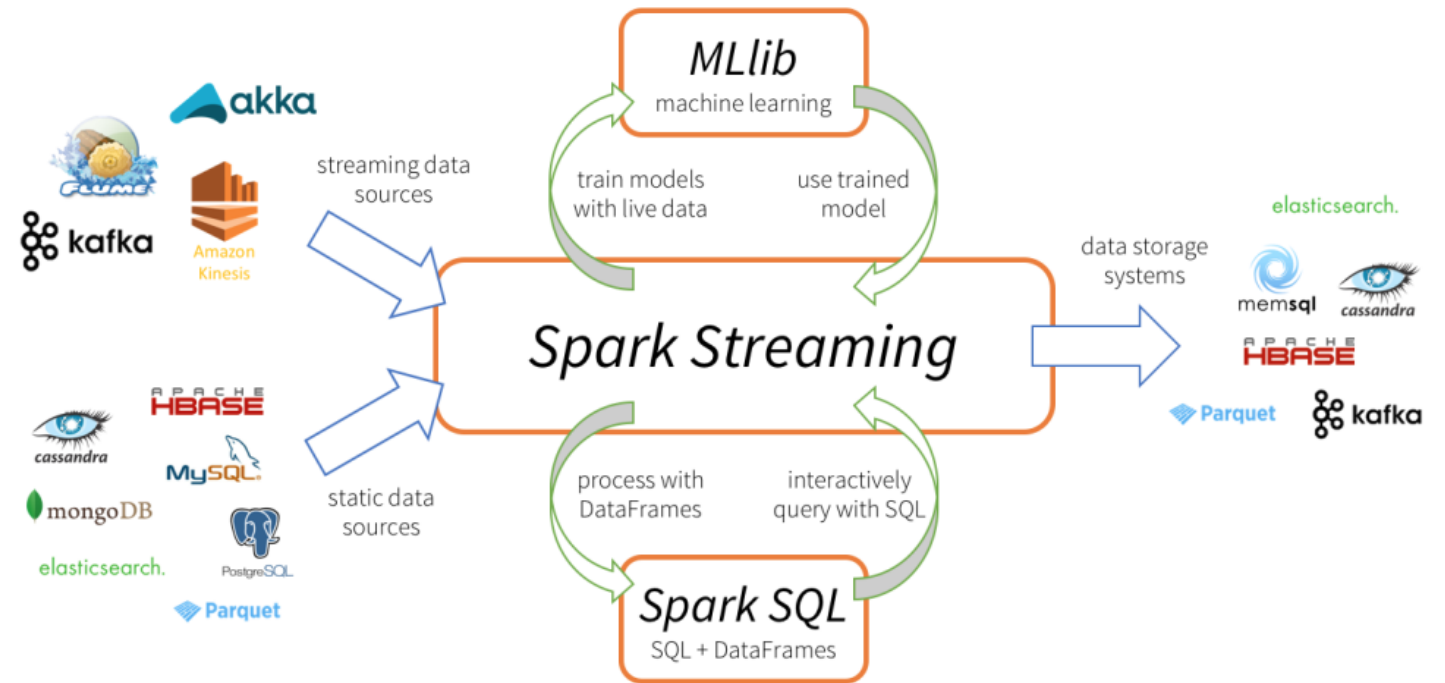 akka
FLUME
kafka
Amazon
Kinesis
streaming data
sources
APACHE
HBASE
cassandra
MySQL®
mongoDB
PostgreSQL
elasticsearch.
Parquet
static data
sources
MLlib
machine learning
train models
with live data
use trained
model
Spark Streaming
process with
DataFrames
interactively
query with SQL
Spark SQL
SQL + DataFrames
data storage
systems
elasticsearch.
memsql
cassandra
APACHE
HBASE
Parquet
kafka